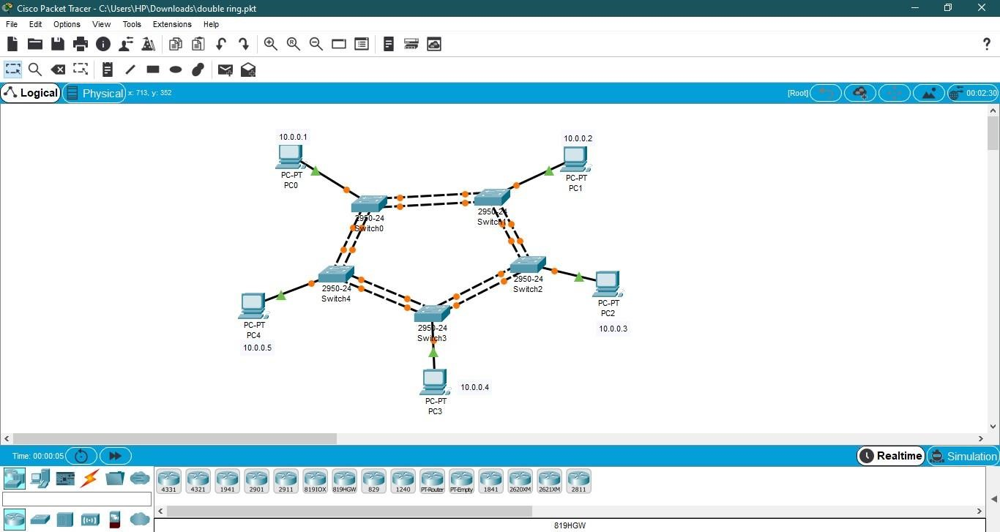 Cisco Packet Tracer - C:\Users\HP\Downloads\double ring.pkt
File Edit Options View Tools Extensions Help
Logical Physical x: 713, y: 352 [Root] 00:02:30
10.0.0.1
PC-PT
PC0
10.0.0.2
PC-PT
PC1
2950-24
Switch0
2950-24
Switch1
2950-24
Switch2
2950-24
Switch4
2950-24
Switch3
PC-PT
PC2
10.0.0.3
PC-PT
PC4
10.0.0.5
10.0.0.4
PC-PT
PC3
Time: 00:00:05 Realtime Simulation
4331 4321 1941 2901 2911 819IOX 819HGW 829 1240 PT-Router PT-Empty 1841 2620XM 2621XM 2811
819HGW